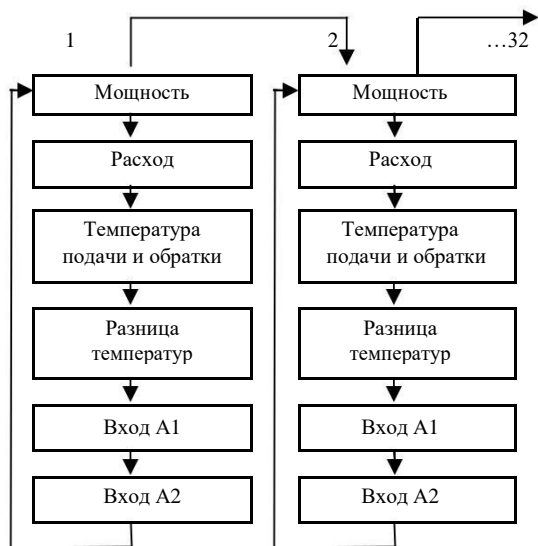 1
2
…32
Мощность
Расход
Температура
подачи и обратки
Разница
температур
Вход А1
Вход А2
Мощность
Расход
Температура
подачи и обратки
Разница
температур
Вход А1
Вход А2